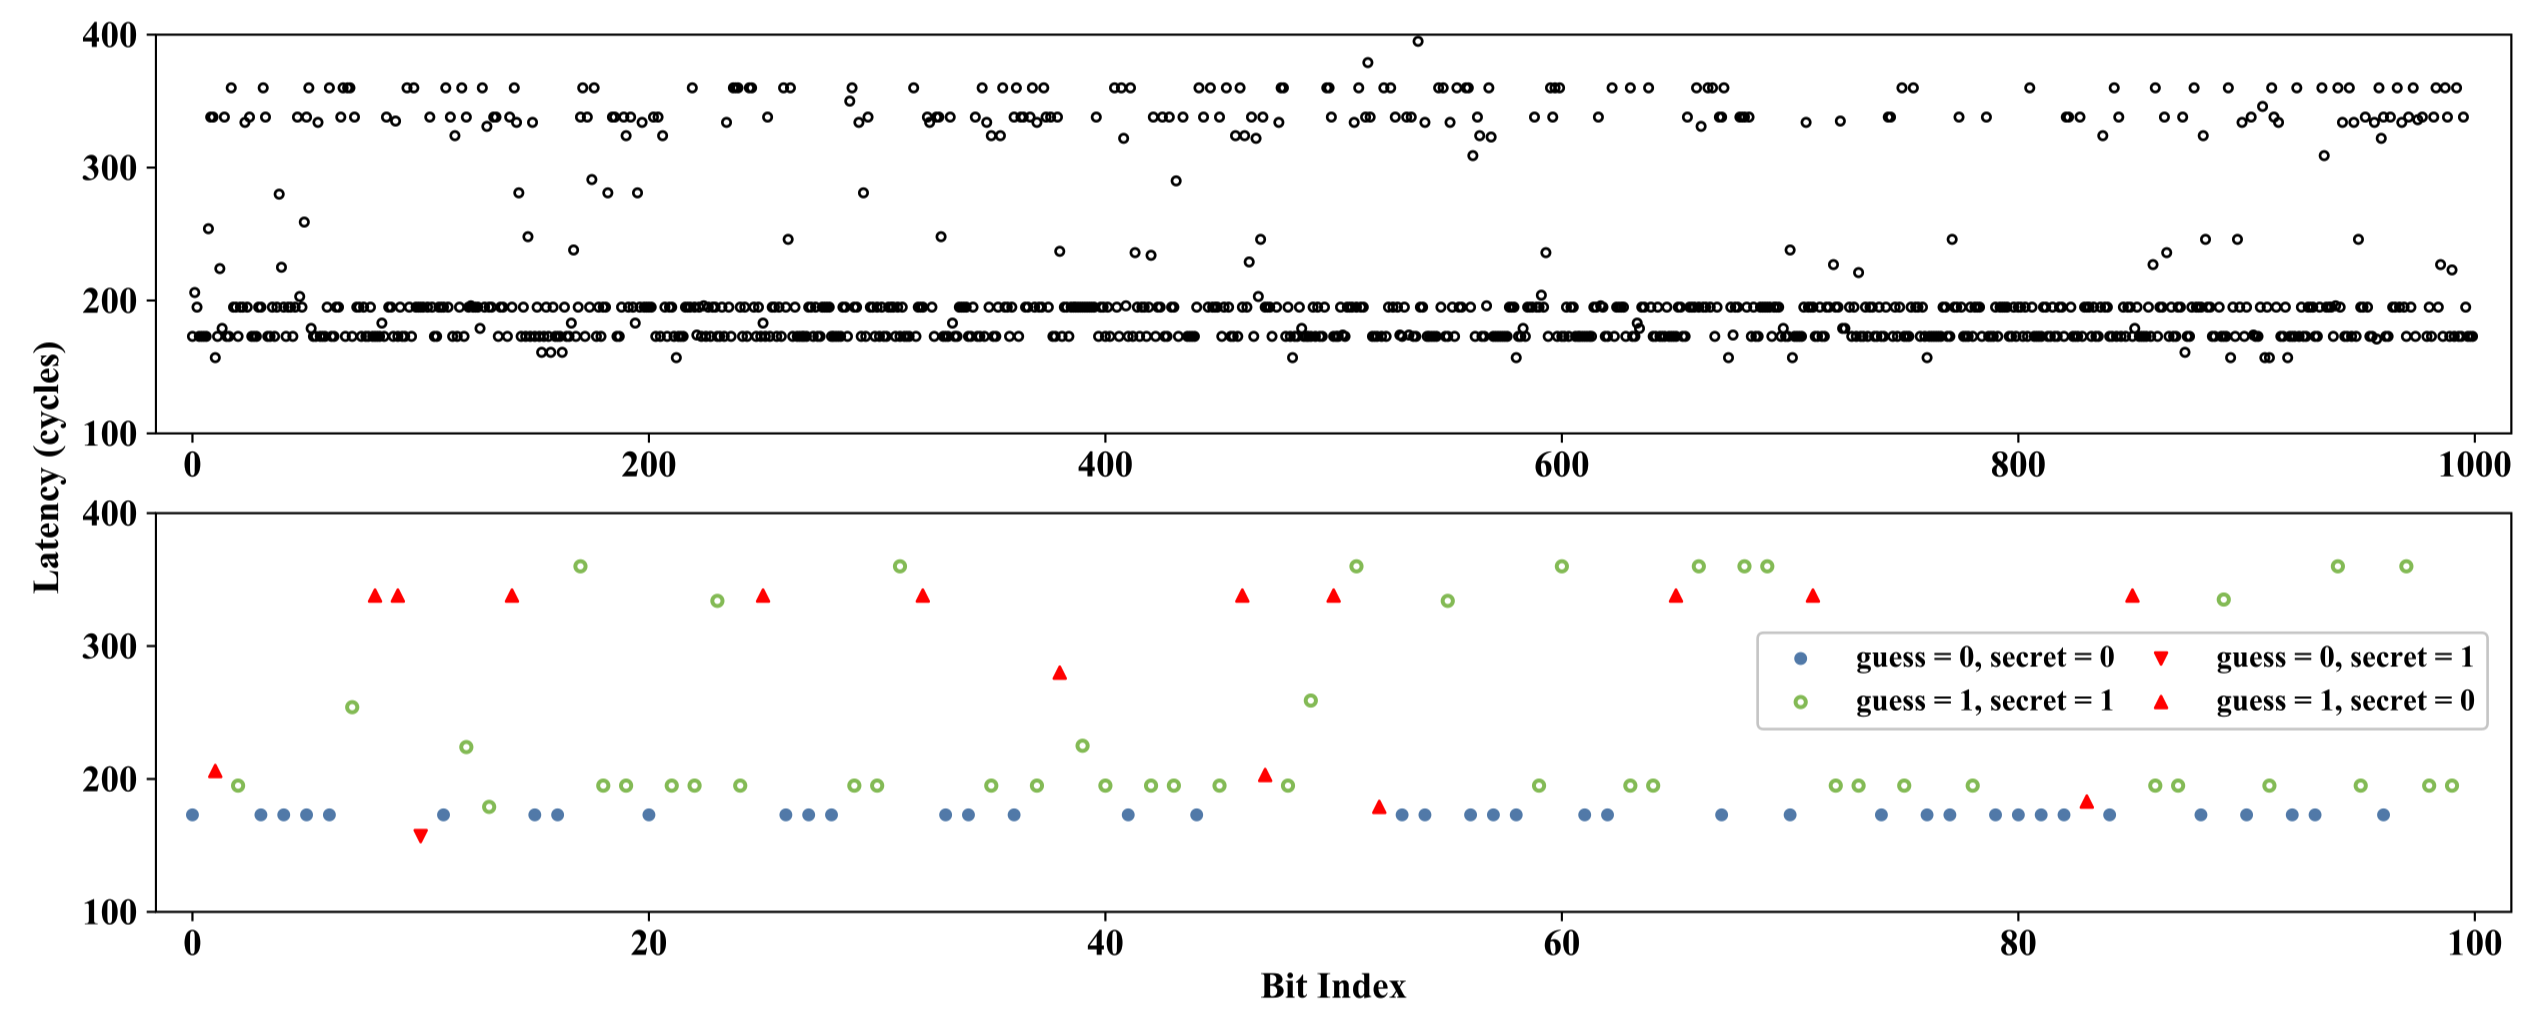 400
300
200
100
0 200 400 600 800 1000
Latency (cycles)
400
300
200
100
guess = 0, secret = 0 guess = 0, secret = 1
guess = 1, secret = 1 guess = 1, secret = 0
0 20 40 60 80 100
Bit Index